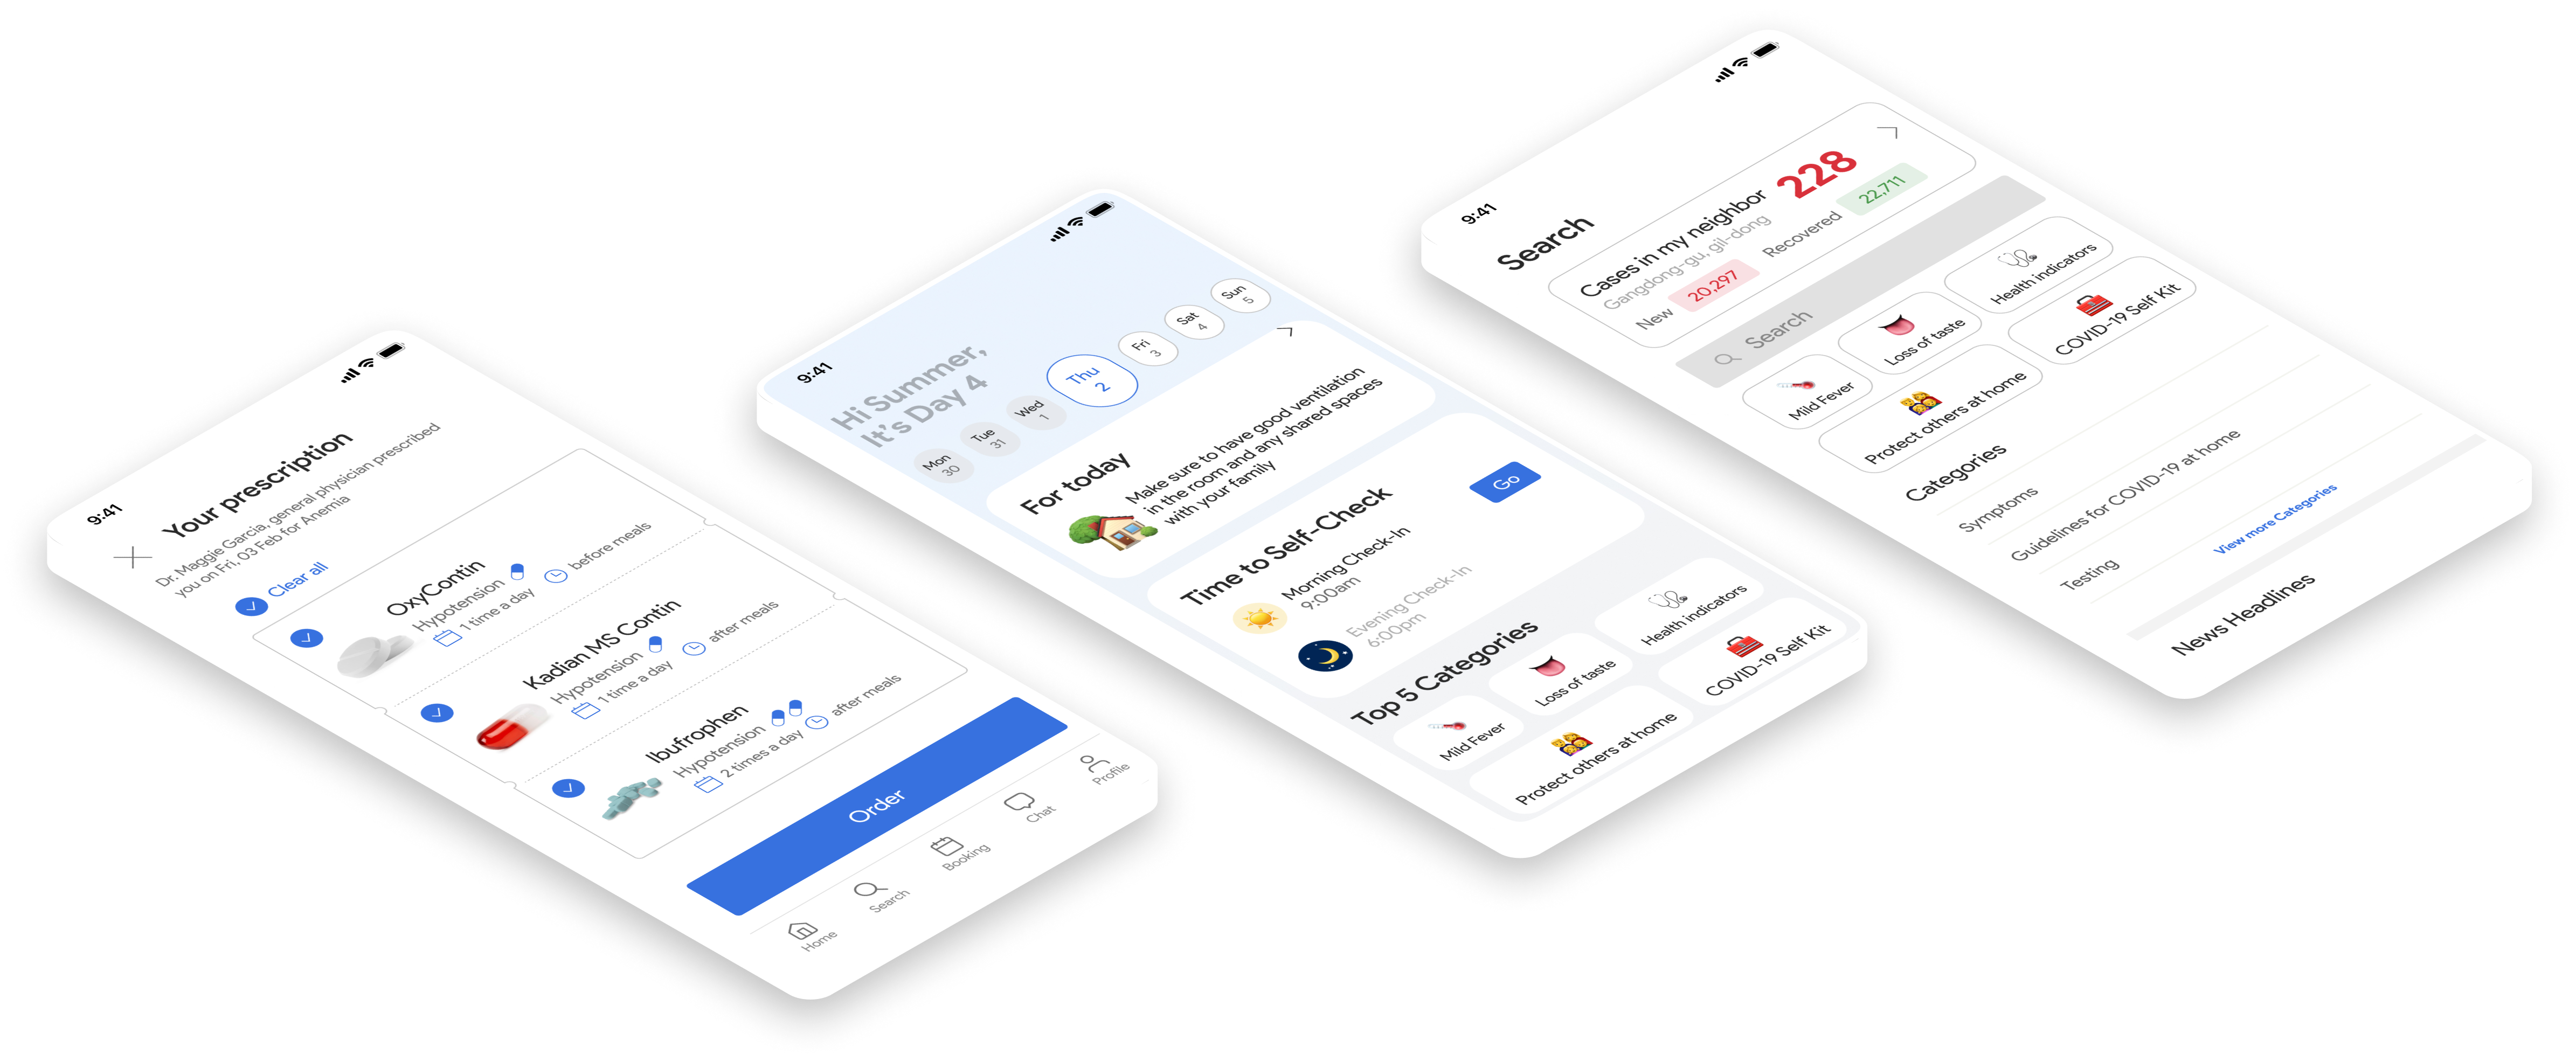 9:41
Your prescription
Dr. Maggie Garcia, general physician prescribed
you on Fri, 03 Feb for Anemia
Clear all
OxyContin
Hypotension
1 time a day
before meals
Kadian MS Contin
Hypotension
1 time a day
after meals
Ibufrophen
Hypotension
2 times a day
after meals
Order
Home
Search
Booking
Chat
Profile
9:41
Hi Summer,
It's Day 4
Mon
30
Tue
31
Wed
1
Thu
2
Fri
3
Sat
4
Sun
5
For today
Make sure to have good ventilation
in the room and any shared spaces
with your family
Time to Self-Check
Morning Check-In
9:00am
Go
Evening Check-In
6:00pm
Top 5 Categories
Mild Fever
Loss of taste
Health indicators
Protect others at home
COVID-19 Self Kit
9:41
Search
Cases in my neighbor
Gangdong-gu, gil-dong
228
New
20,297
Recovered
22,711
Search
Mild Fever
Loss of taste
Health indicators
Protect others at home
COVID-19 Self Kit
Categories
Symptoms
Guidelines for COVID-19 at home
Testing
View more Categories
News Headlines